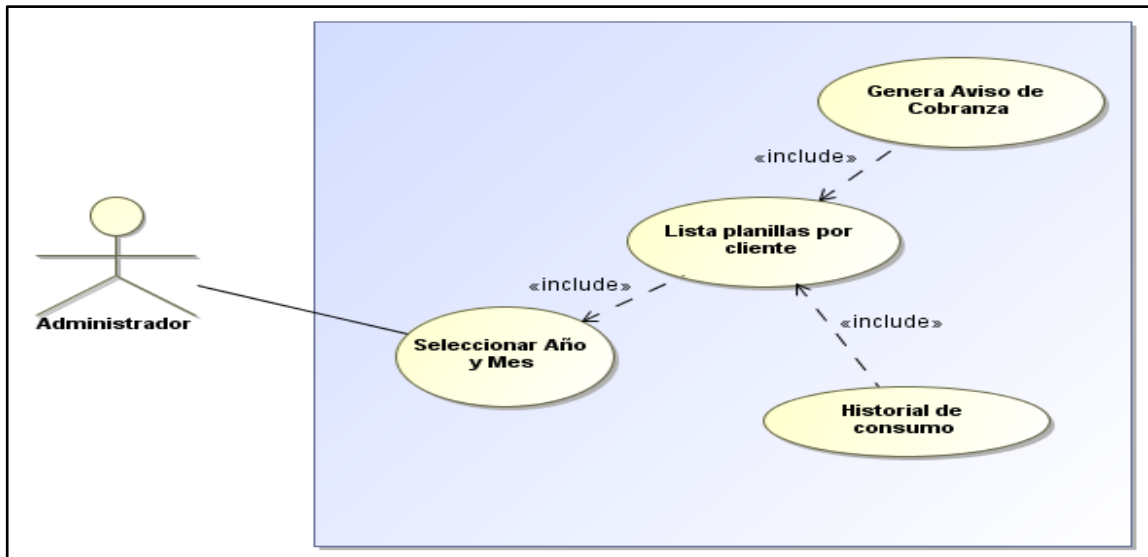 Genera Aviso de
Cobranza
«include»
Lista planillas por
cliente
«include»
Administrador
Seleccionar Año
y Mes
«include»
Historial de
consumo